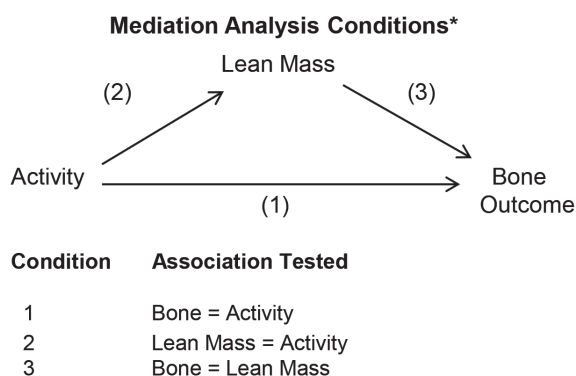 Mediation Analysis Conditions*
Lean Mass
(2)
(3)
Activity
Bone
Outcome
(1)
Condition Association Tested
1 Bone = Activity
2 Lean Mass = Activity
3 Bone = Lean Mass